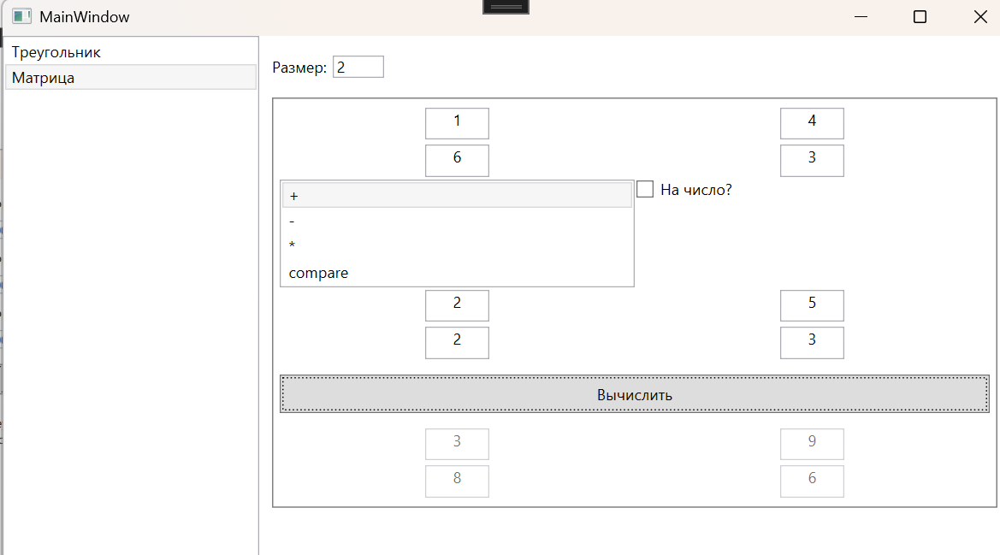 MainWindow
Треугольник
Матрица
Размер: 2
1 4
6 3
+
На число?
-
*
compare
2 5
2 3
Вычислить
3 9
8 6